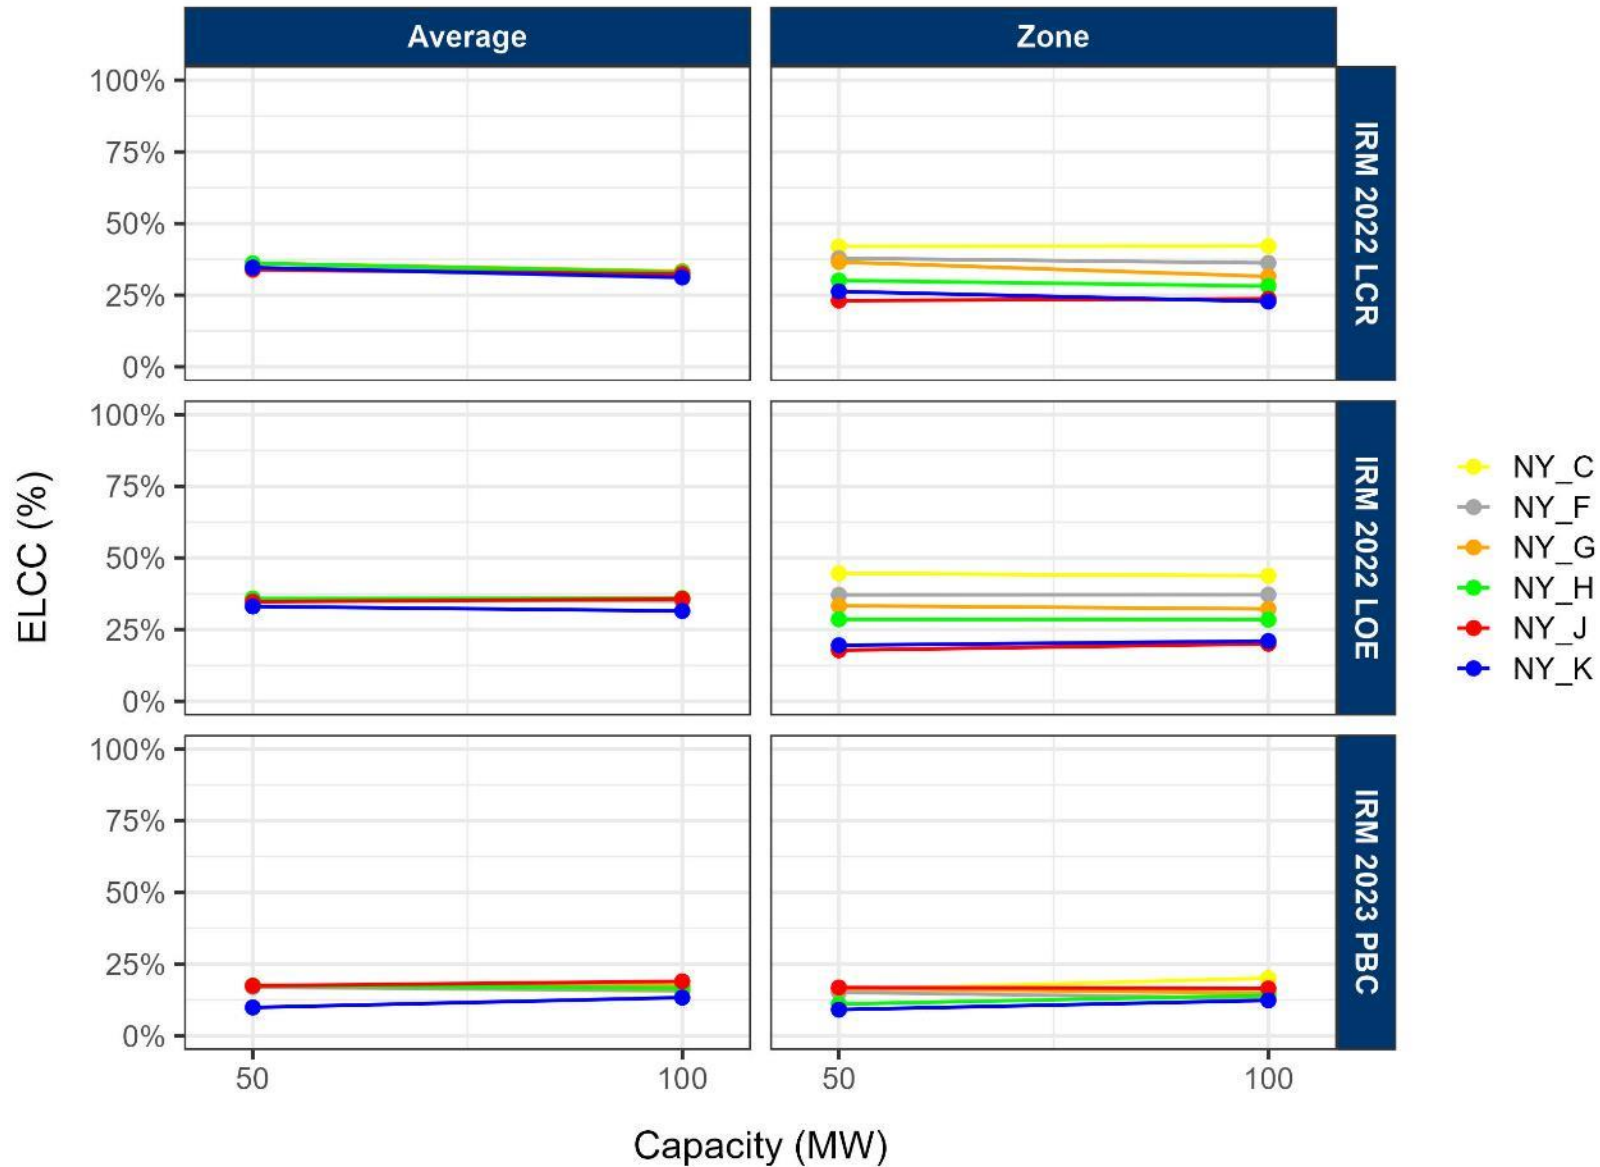 Average
Zone
100%
75%
50%
25%
0%
IRM 2022 LCR
100%
75%
50%
25%
0%
IRM 2022 LOE
100%
75%
50%
25%
0%
IRM 2023 PBC
50
100
50
100
ELCC (%)
Capacity (MW)
NY_C
NY_F
NY_G
NY_H
NY_J
NY_K